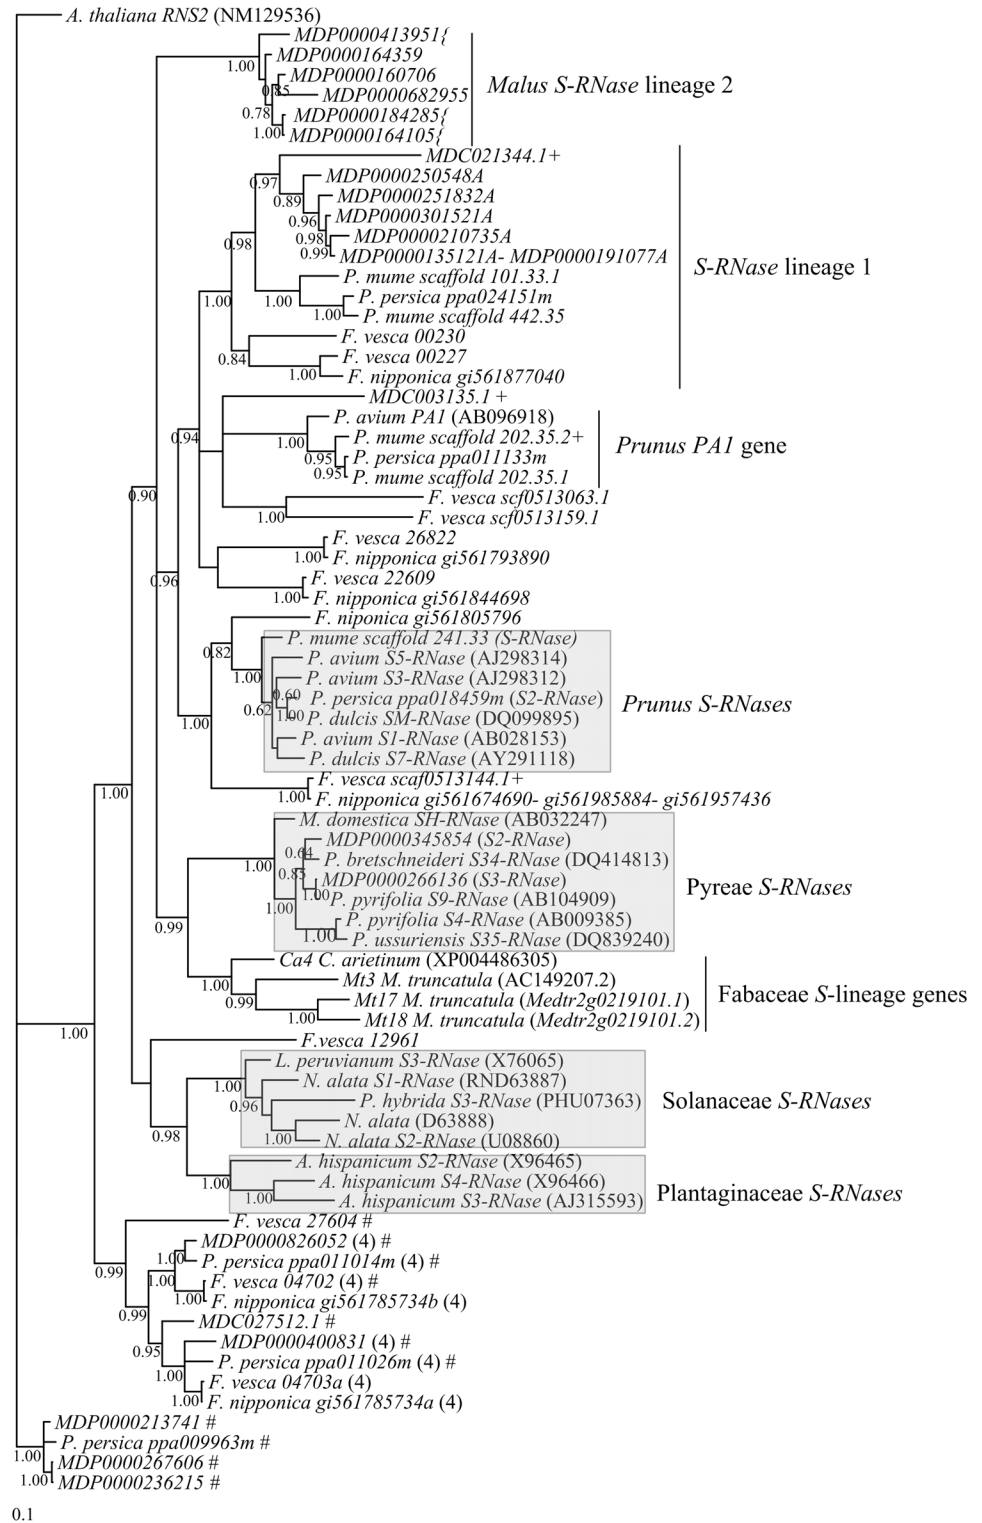 A. thaliana RNS2 (NM129536)
MDP0000413951{
MDP0000164359
1.00
MDP0000160706
0.85
Malus S-RNase lineage 2
MDP0000682955
0.78
MDP0000184285{
1.00
MDP0000164105{
MDC021344.1+
0.97
MDP0000250548A
0.89
MDP0000251832A
0.96
MDP0000301521A
0.98
MDP0000210735A
0.98
0.99
MDP0000135121A- MDP0000191077A
S-RNase lineage 1
P. mume scaffold 101.33.1
1.00
1.00
P. persica ppa024151m
1.00
P. mume scaffold 442.35
F. vesca 00230
0.84
F. vesca 00227
1.00
F. nipponica gi561877040
MDC003135.1 +
P. avium PA1 (AB096918)
0.94
1.00
P. mume scaffold 202.35.2+
Prunus PA1 gene
0.95
P. persica ppa011133m
0.95
P. mume scaffold 202.35.1
0.90
F. vesca scf0513063.1
1.00
F. vesca scf0513159.1
F. vesca 26822
1.00
F. nipponica gi561793890
0.96
F. vesca 22609
1.00
F. nipponica gi561844698
F. niponica gi561805796
P. mume scaffold 241.33 (S-RNase)
0.82
P. avium S5-RNase (AJ298314)
1.00
P. avium S3-RNase (AJ298312)
0.60
P. persica ppa018459m (S2-RNase)
Prunus S-RNases
0.62
1.00
P. dulcis SM-RNase (DQ099895)
1.00
P. avium S1-RNase (AB028153)
P. dulcis S7-RNase (AY291118)
F. vesca scaf0513144.1+
1.00
1.00
F. nipponica gi561674690- gi561985884- gi561957436
M. domestica SH-RNase (AB032247)
MDP0000345854 (S2-RNase)
0.64
P. bretschneideri S34-RNase (DQ414813)
1.00
0.85
MDP0000266136 (S3-RNase)
Pyreae S-RNases
1.00
P. pyrifolia S9-RNase (AB104909)
1.00
P. pyrifolia S4-RNase (AB009385)
0.99
1.00
P. ussuriensis S35-RNase (DQ839240)
Ca4 C. arietinum (XP004486305)
1.00
Mt3 M. truncatula (AC149207.2)
0.99
Mt17 M. truncatula (Medtr2g0219101.1)
Fabaceae S-lineage genes
1.00
Mt18 M. truncatula (Medtr2g0219101.2)
1.00
F.vesca 12961
L. peruvianum S3-RNase (X76065)
1.00
N. alata S1-RNase (RND63887)
0.96
P. hybrida S3-RNase (PHU07363)
Solanaceae S-RNases
N. alata (D63888)
0.98
1.00
N. alata S2-RNase (U08860)
A. hispanicum S2-RNase (X96465)
1.00
A. hispanicum S4-RNase (X96466)
Plantaginaceae S-RNases
1.00
A. hispanicum S3-RNase (AJ315593)
F. vesca 27604 #
MDP0000826052 (4) #
1.00
P. persica ppa011014m (4) #
0.99
1.00
F. vesca 04702 (4) #
1.00
F. nipponica gi561785734b (4)
0.99
MDC027512.1 #
MDP0000400831 (4) #
0.95
P. persica ppa011026m (4) #
1.00
F. vesca 04703a (4)
1.00
F. nipponica gi561785734a (4)
MDP0000213741 #
P. persica ppa009963m #
1.00
MDP0000267606 #
1.00
MDP0000236215 #
0.1